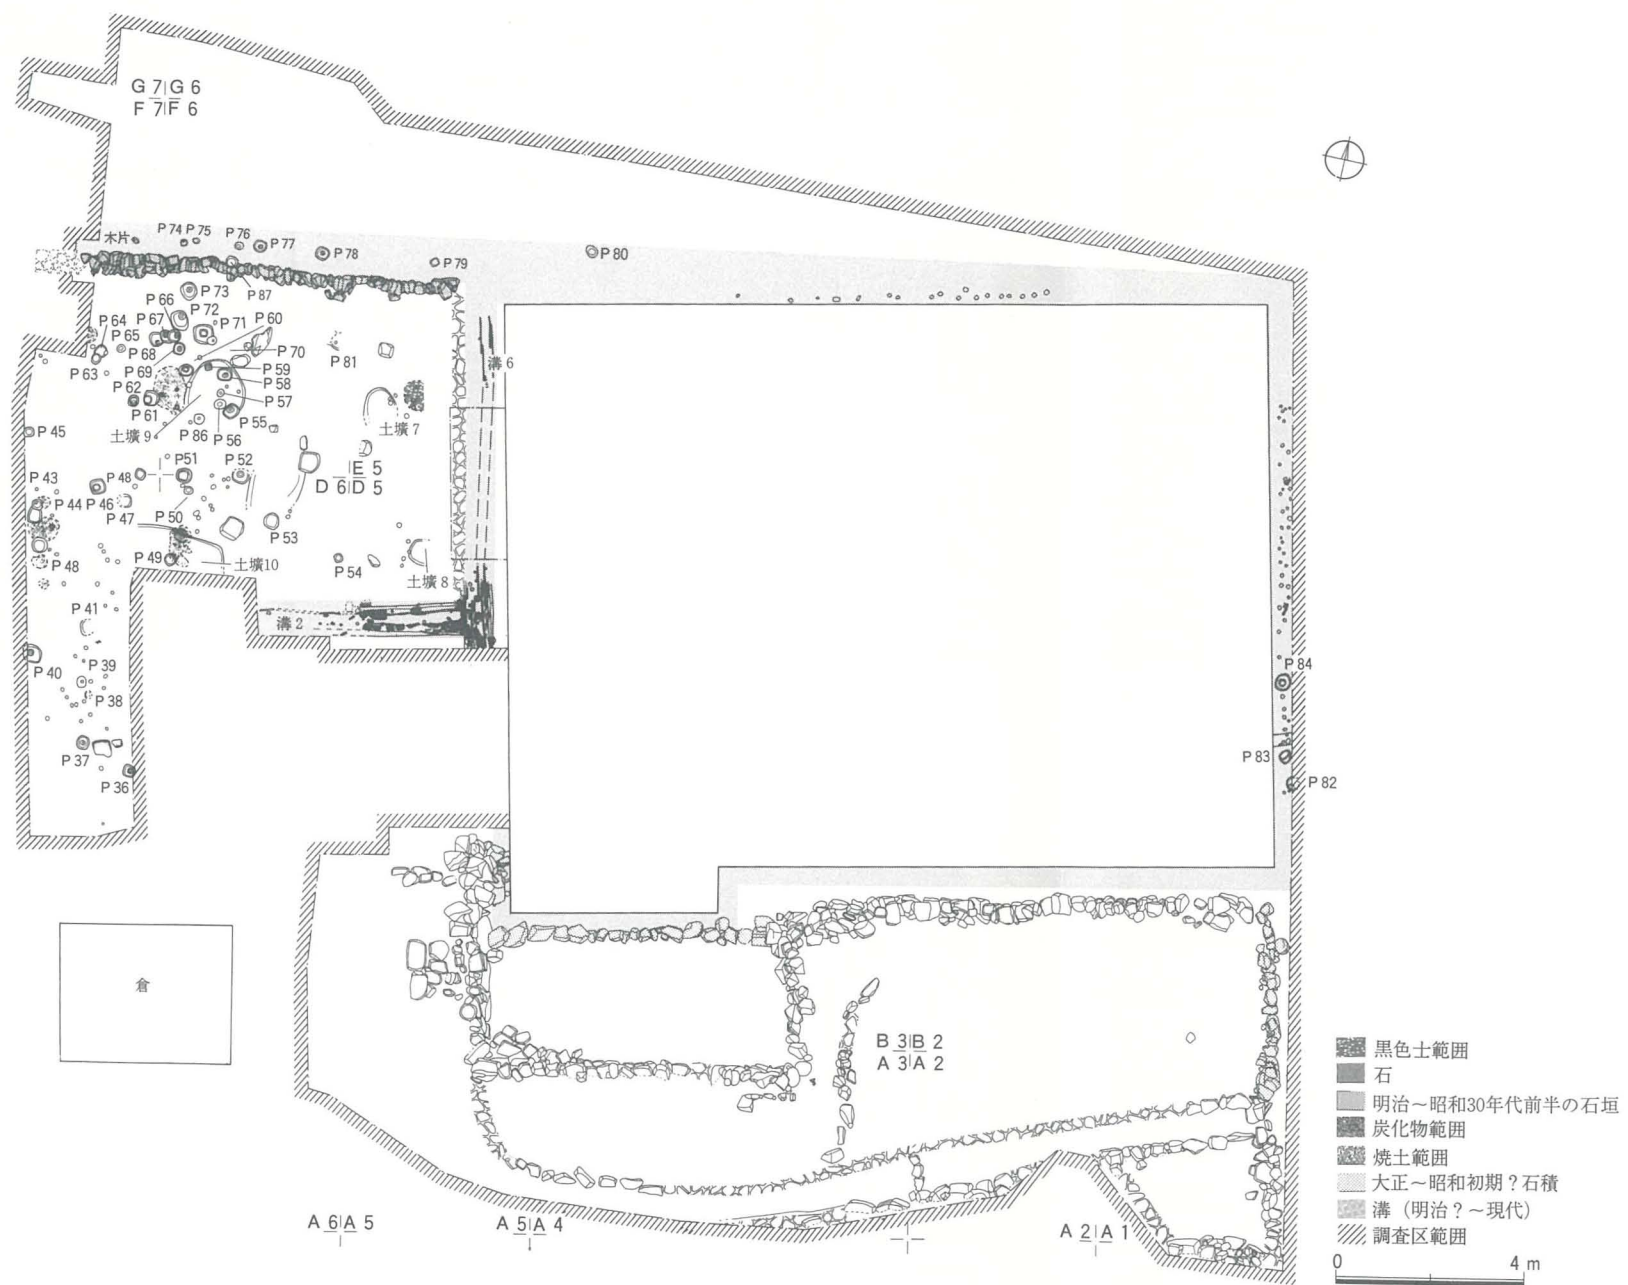 G 7 G 6
F 7 F 6
木片
P 74
P 75
P 76
P 77
P 78
P 79
P 80
P 87
P 73
P 66
P 72
P 67
P 71
P 60
P 64
P 65
P 68
P 70
P 81
溝 6
P 63
P 69
P 59
P 58
P 62
P 57
P 61
P 55
土壙 9
P 86
P 56
土壙 7
P 45
P 48
P 51
P 52
E 5
D 6 D 5
P 43
P 44
P 46
P 47
P 50
P 53
P 49
土壙10
P 54
土壙 8
P 48
P 41
溝 2
P 40
P 39
P 38
P 84
P 37
P 36
P 83
P 82
倉
B 3 B 2
A 3 A 2
A 6 A 5
A 5 A 4
A 2 A 1
黒色士範囲
石
明治～昭和30年代前半の石垣
炭化物範囲
焼土範囲
大正～昭和初期？石積
溝（明治？～現代）
調査区範囲
0 4 m